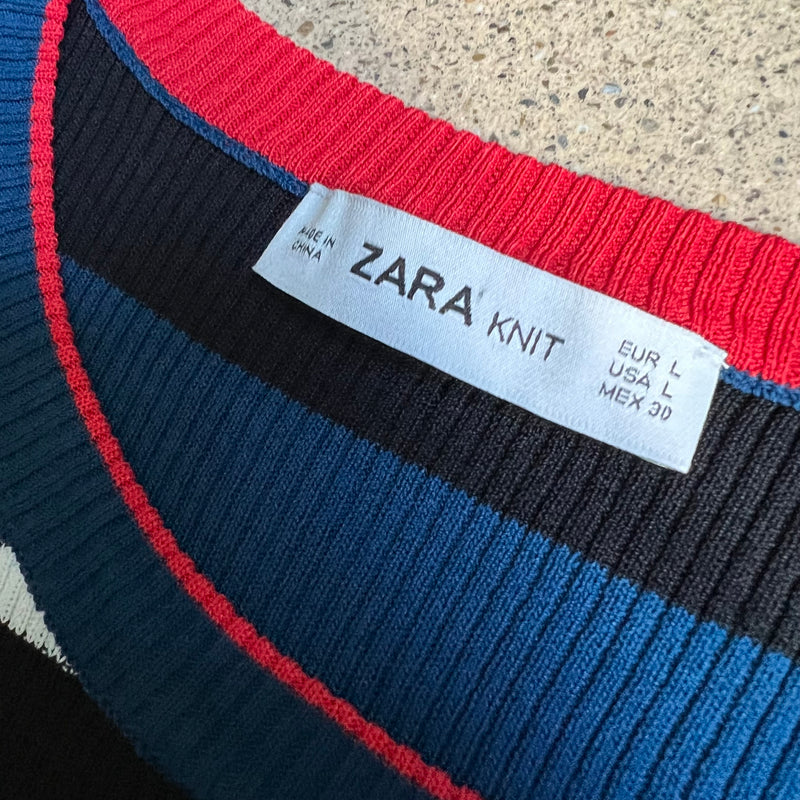 MADE IN
CHINA
ZARA KNIT
EUR L
USA L
MEX 30